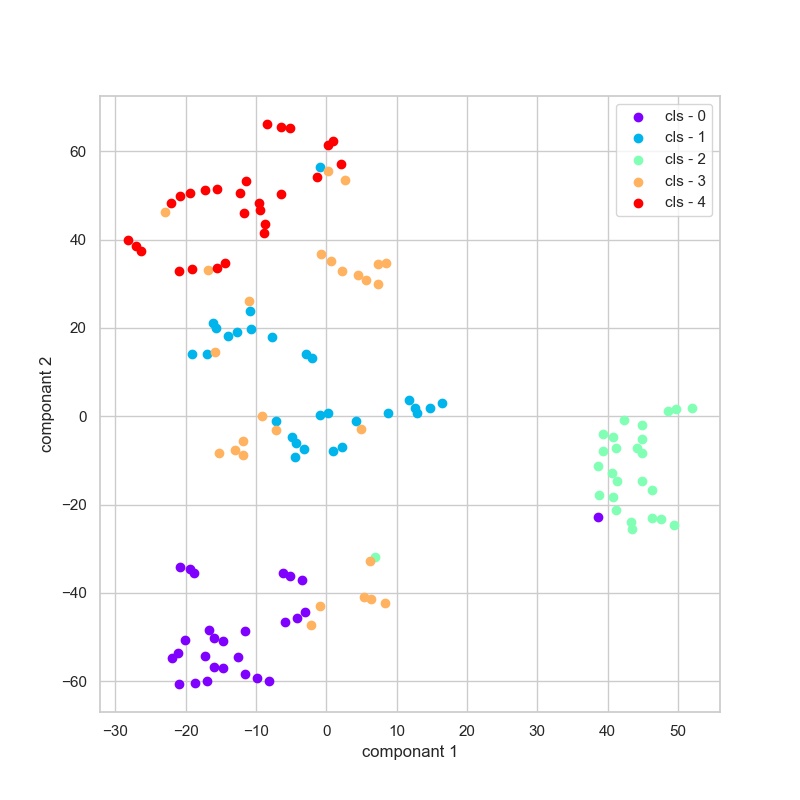 cls - 0
cls - 1
cls - 2
cls - 3
cls - 4
60
40
20
0
−20
−40
−60
componant 2
−30 −20 −10 0 10 20 30 40 50
componant 1